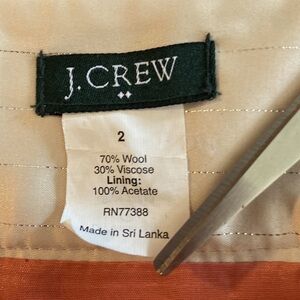 J.CREW
2
70% Wool
30% Viscose
Lining:
100% Acetate
RN77388
Made in Sri Lanka